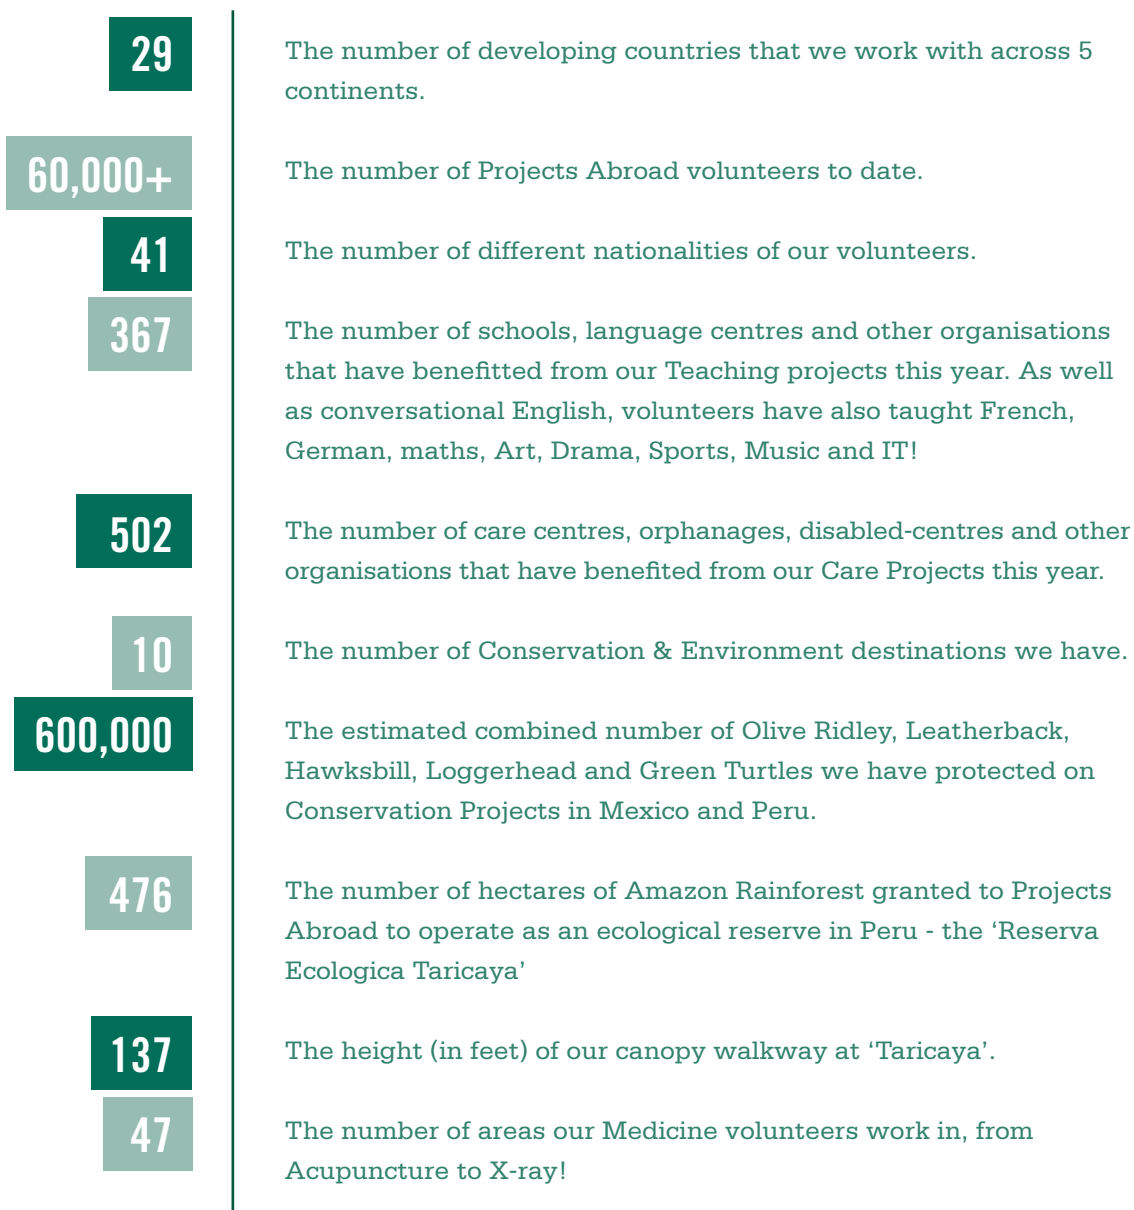 29
The number of developing countries that we work with across 5
continents.
60,000+
The number of Projects Abroad volunteers to date.
41
The number of different nationalities of our volunteers.
367
The number of schools, language centres and other organisations
that have benefitted from our Teaching projects this year. As well
as conversational English, volunteers have also taught French,
German, maths, Art, Drama, Sports, Music and IT!
502
The number of care centres, orphanages, disabled-centres and other
organisations that have benefited from our Care Projects this year.
10
The number of Conservation & Environment destinations we have.
600,000
The estimated combined number of Olive Ridley, Leatherback,
Hawksbill, Loggerhead and Green Turtles we have protected on
Conservation Projects in Mexico and Peru.
476
The number of hectares of Amazon Rainforest granted to Projects
Abroad to operate as an ecological reserve in Peru - the ‘Reserva
Ecologica Taricaya’
137
The height (in feet) of our canopy walkway at ‘Taricaya’.
47
The number of areas our Medicine volunteers work in, from
Acupuncture to X-ray!